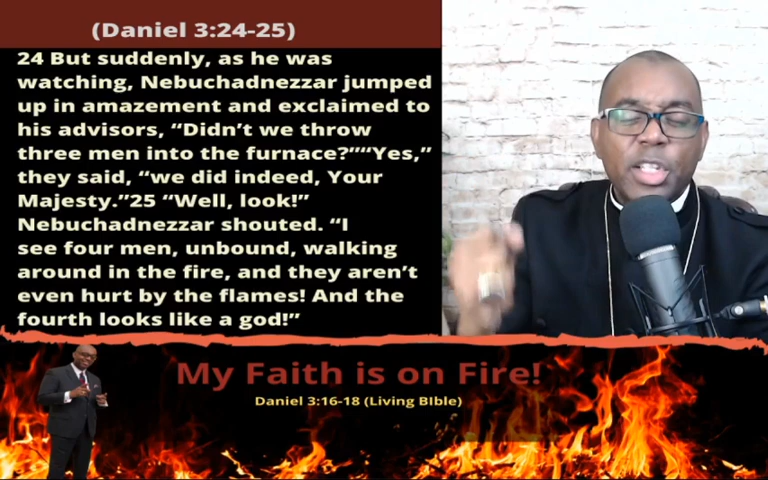 (Daniel 3:24-25)
24 But suddenly, as he was
watching, Nebuchadnezzar jumped
up in amazement and exclaimed to
his advisors, “Didn’t we throw
three men into the furnace?”“Yes,”
they said, “we did indeed, Your
Majesty.”25 “Well, look!”
Nebuchadnezzar shouted. “I
see four men, unbound, walking
around in the fire, and they aren’t
even hurt by the flames! And the
fourth looks like a god!”
My Faith is on Fire!
Daniel 3:16-18 (Living BIble)